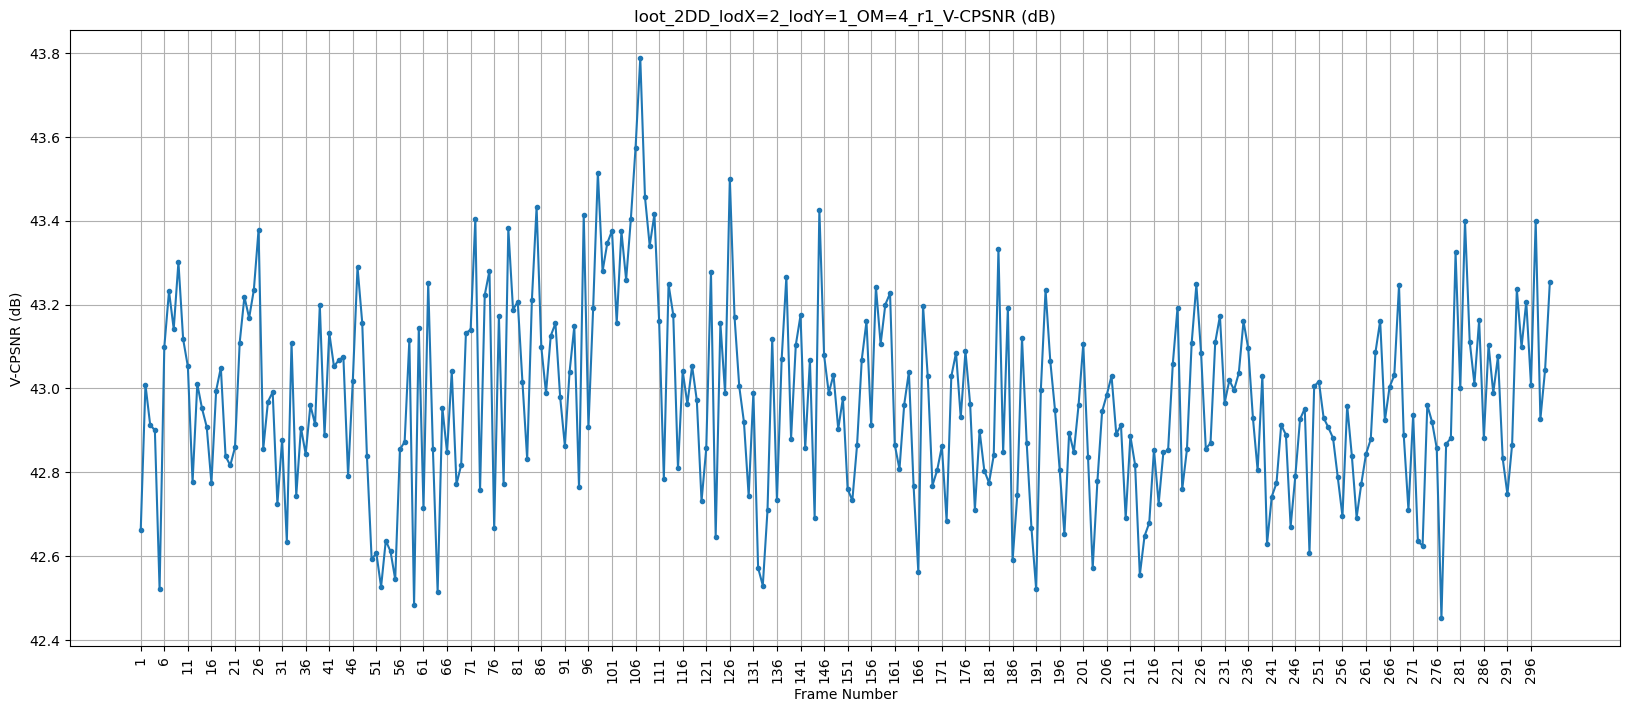 loot_2DD_lodX=2_lodY=1_OM=4_r1_V-CPSNR (dB)
43.8
43.6
43.4
43.2
43.0
42.8
42.6
42.4
V-CPSNR (dB)
1 6 11 16 21 26 31 36 41 46 51 56 61 66 71 76 81 86 91 96 101 106 111 116 121 126 131 136 141 146 151 156 161 166 171 176 181 186 191 196 201 206 211 216 221 226 231 236 241 246 251 256 261 266 271 276 281 286 291 296
Frame Number